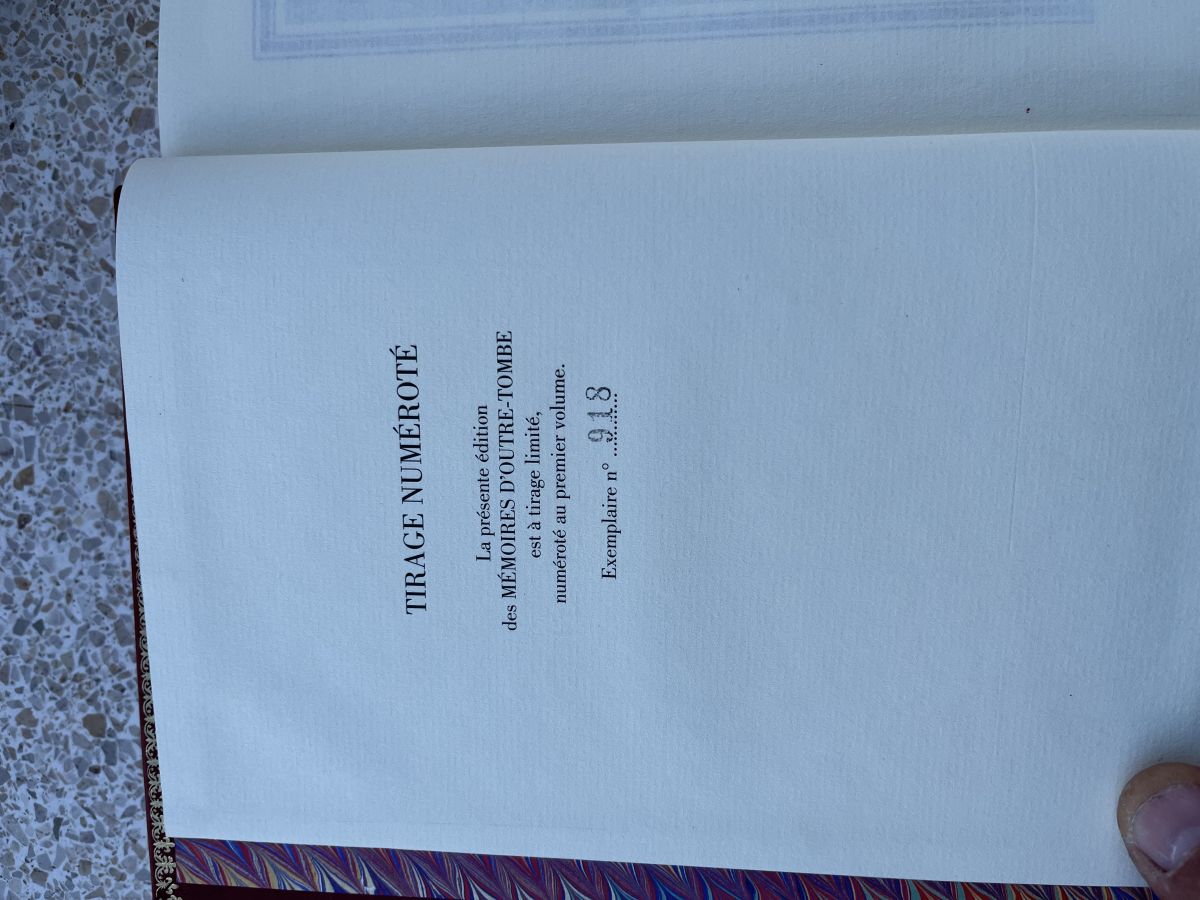 TIRAGE NUMÉROTÉ
La présente édition
des MÉMOIRES D'OUTRE-TOMBE
est à tirage limité,
numéroté au premier volume.
Exemplaire n° 918